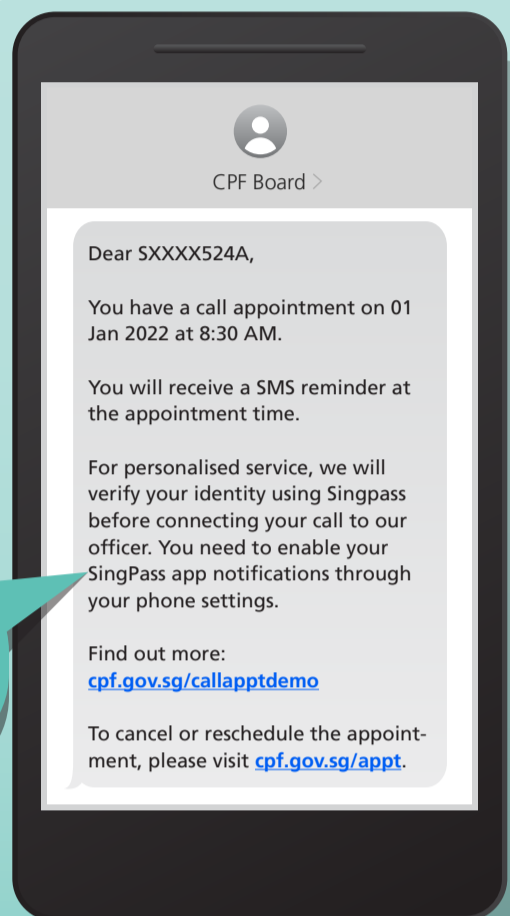 CPF Board >
Dear SXXXX524A,
You have a call appointment on 01
Jan 2022 at 8:30 AM.
You will receive a SMS reminder at
the appointment time.
For personalised service, we will
verify your identity using Singpass
before connecting your call to our
officer. You need to enable your
SingPass app notifications through
your phone settings.
Find out more:
cpf.gov.sg/callapptdemo
To cancel or reschedule the appoint-
ment, please visit cpf.gov.sg/appt.